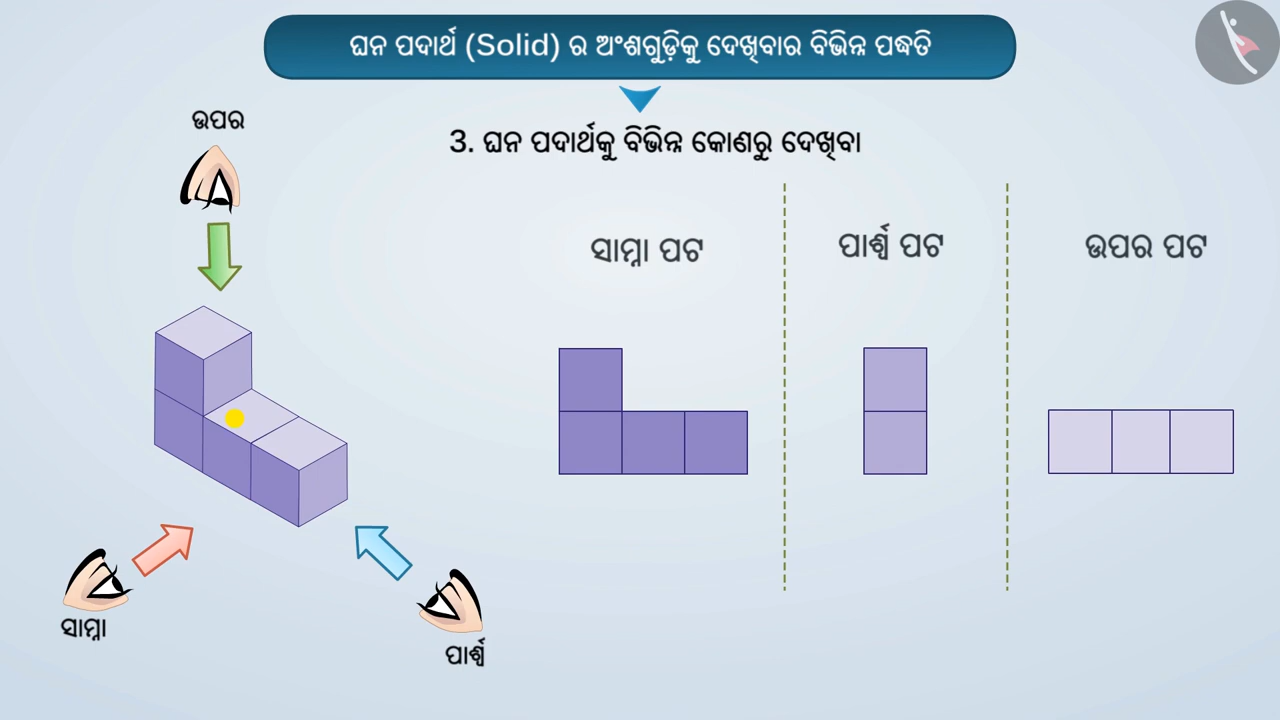 ଘନ ପଦାର୍ଥ (Solid) ର ଅଂଶଗୁଡ଼ିକୁ ଦେଖିବାର ବିଭିନ୍ନ ପଦ୍ଧତି
ଉପର
3. ଘନ ପଦାର୍ଥକୁ ବିଭିନ୍ନ କୋଣରୁ ଦେଖିବା
ସାମ୍ନା ପଟ
ପାର୍ଶ୍ଵ ପଟ
ଉପର ପଟ
ସାମ୍ନା
ପାର୍ଶ୍ଵ